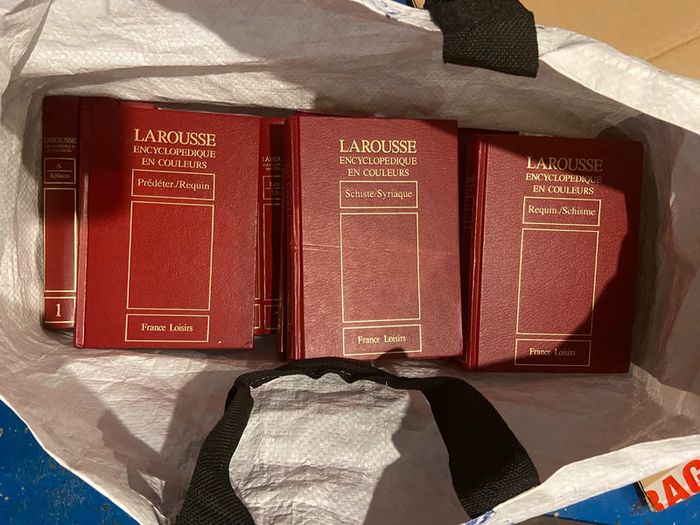 LAROUSSE
ENCYCLOPEDIQUE
EN COULEURS
A
Aplaco
1
LAROUSSE
ENCYCLOPEDIQUE
EN COULEURS
Prédéter./Requin
France Loisirs
LAROUSSE
ENCYCLOPEDIQUE
EN COULEURS
Schiste/Syriaque
France Loisirs
LAROUSSE
ENCYCLOPEDIQUE
EN COULEURS
Requin./Schisme
France Loisirs